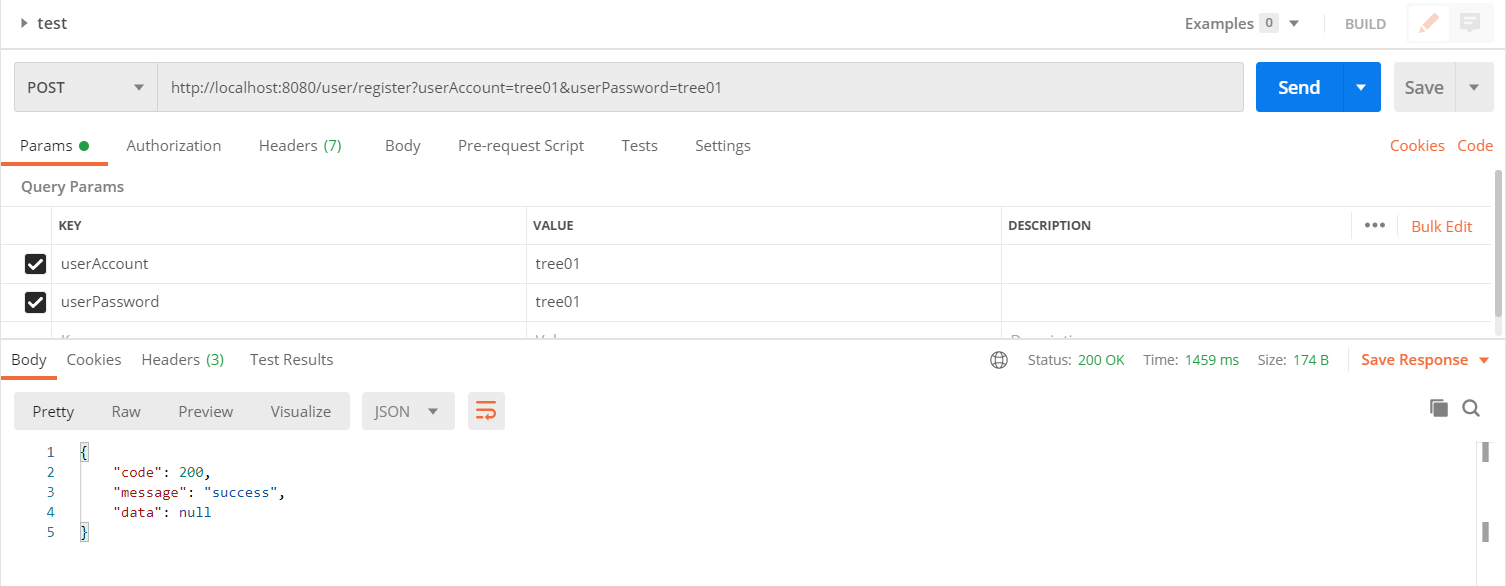 test
Examples 0 BUILD
POST http://localhost:8080/user/register?userAccount=tree01&userPassword=tree01 Send Save
Params Authorization Headers (7) Body Pre-request Script Tests Settings Cookies Code
Query Params
KEY VALUE DESCRIPTION ••• Bulk Edit
userAccount tree01
userPassword tree01
Body Cookies Headers (3) Test Results Status: 200 OK Time: 1459 ms Size: 174 B Save Response
Pretty Raw Preview Visualize JSON
1 {
2 "code": 200,
3 "message": "success",
4 "data": null
5 }